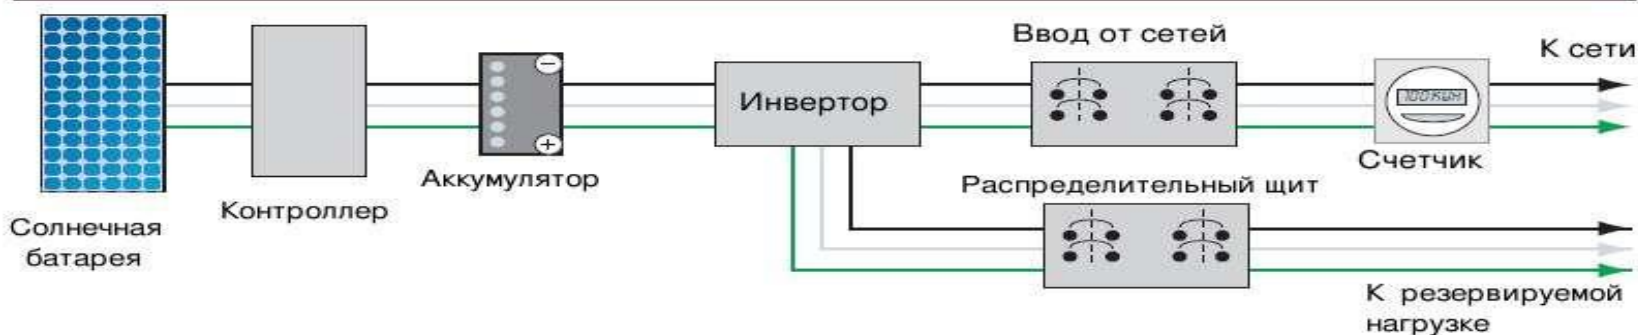 Ввод от сетей
К сети
Инвертор
Счетчик
Аккумулятор
Распределительный щит
Контроллер
Солнечная
батарея
К резервируемой
нагрузке